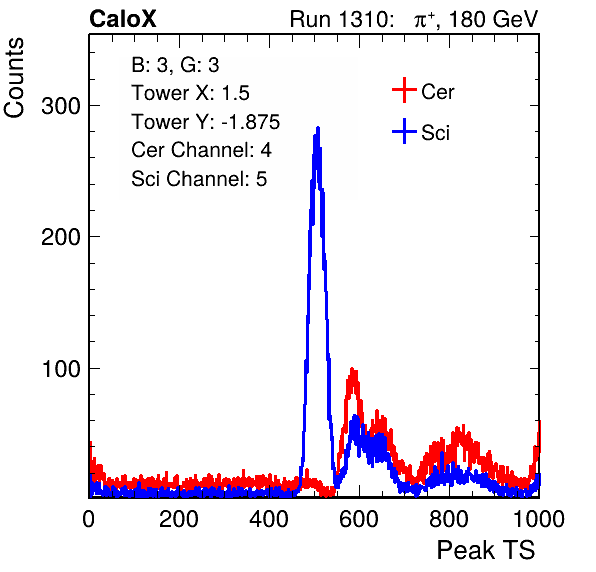 CaloX Run 1310: π⁺, 180 GeV
Counts
B: 3, G: 3
Tower X: 1.5
Tower Y: -1.875
Cer Channel: 4
Sci Channel: 5
Cer
Sci
300
200
100
0 200 400 600 800 1000
Peak TS